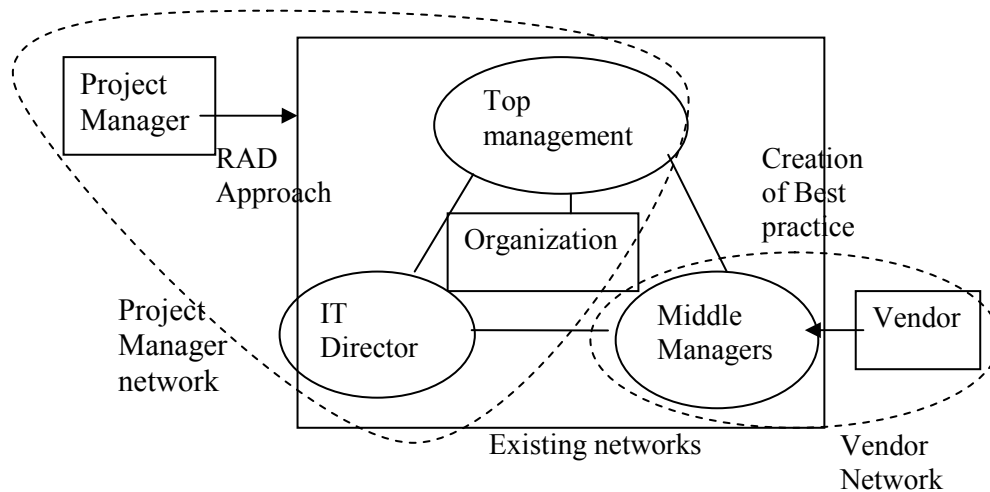 Project
Manager
RAD
Approach
Top
management
Creation
of Best
practice
Organization
Project
Manager
network
IT
Director
Middle
Managers
Vendor
Existing networks
Vendor
Network